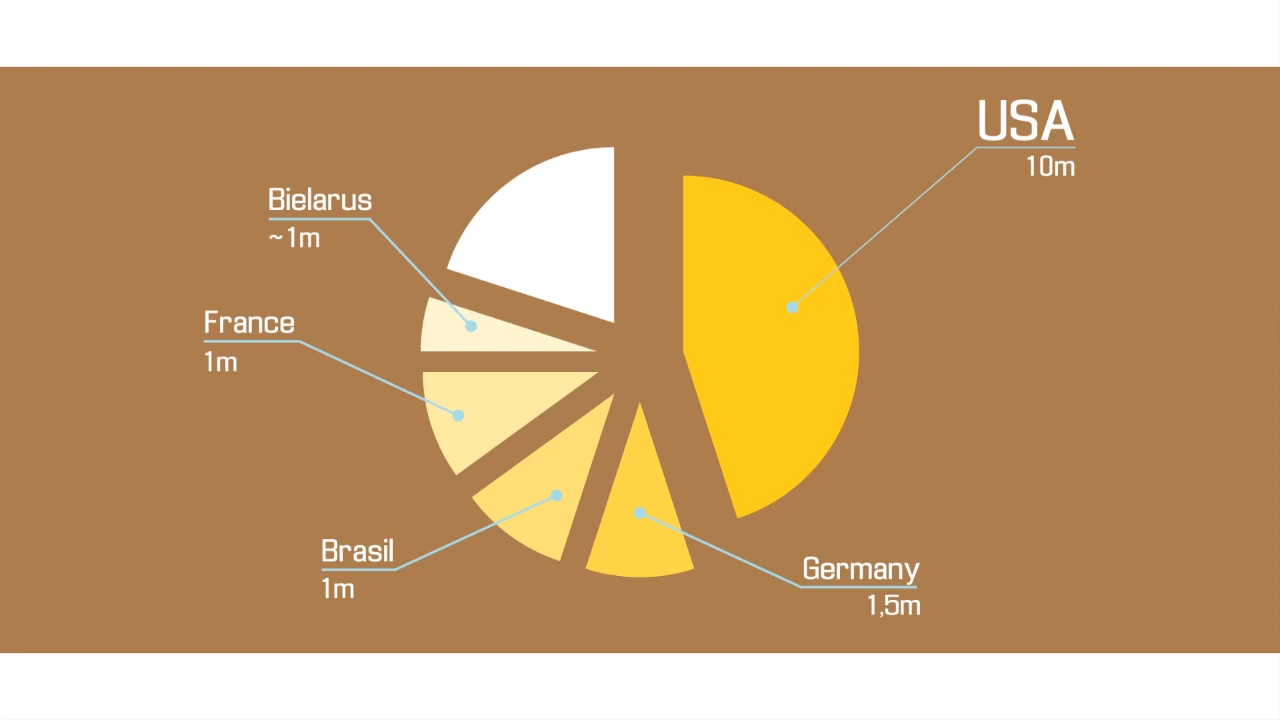 USA
10m
Bielarus
~1m
France
1m
Brasil
1m
Germany
1,5m